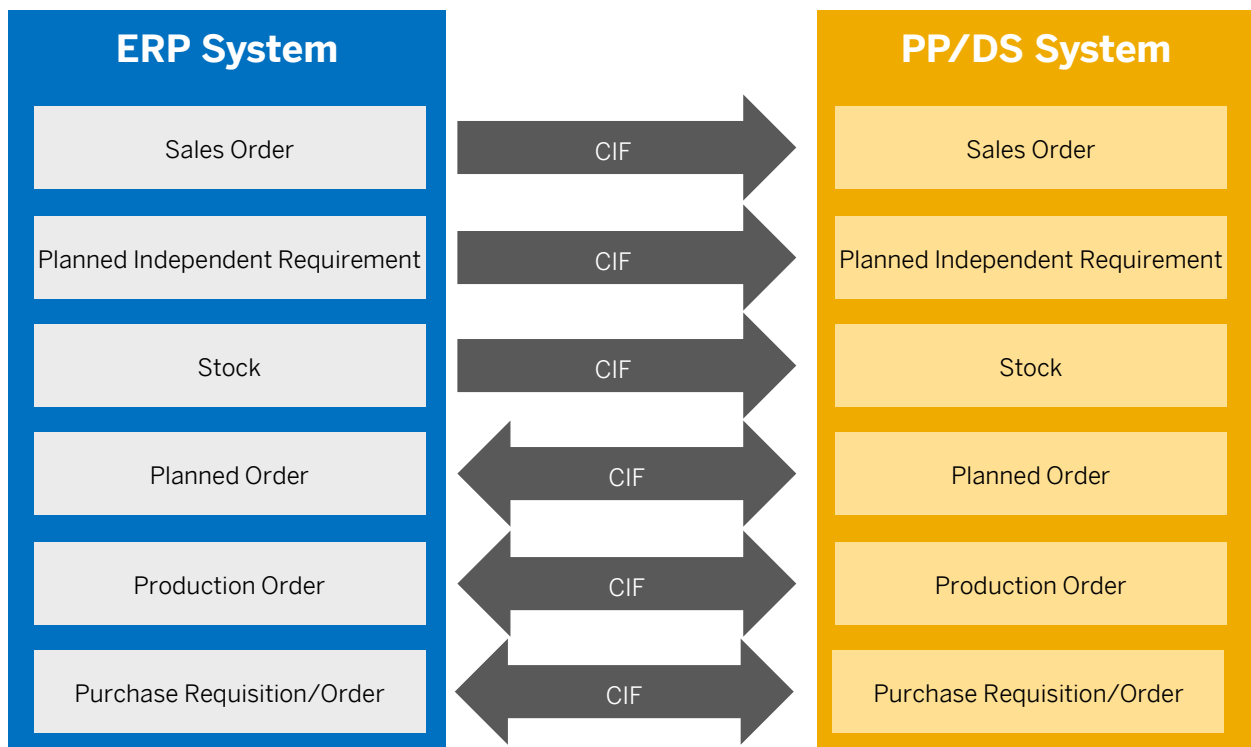 ERP System
PP/DS System
Sales Order
CIF
Sales Order
Planned Independent Requirement
CIF
Planned Independent Requirement
Stock
CIF
Stock
Planned Order
CIF
Planned Order
Production Order
CIF
Production Order
Purchase Requisition/Order
CIF
Purchase Requisition/Order